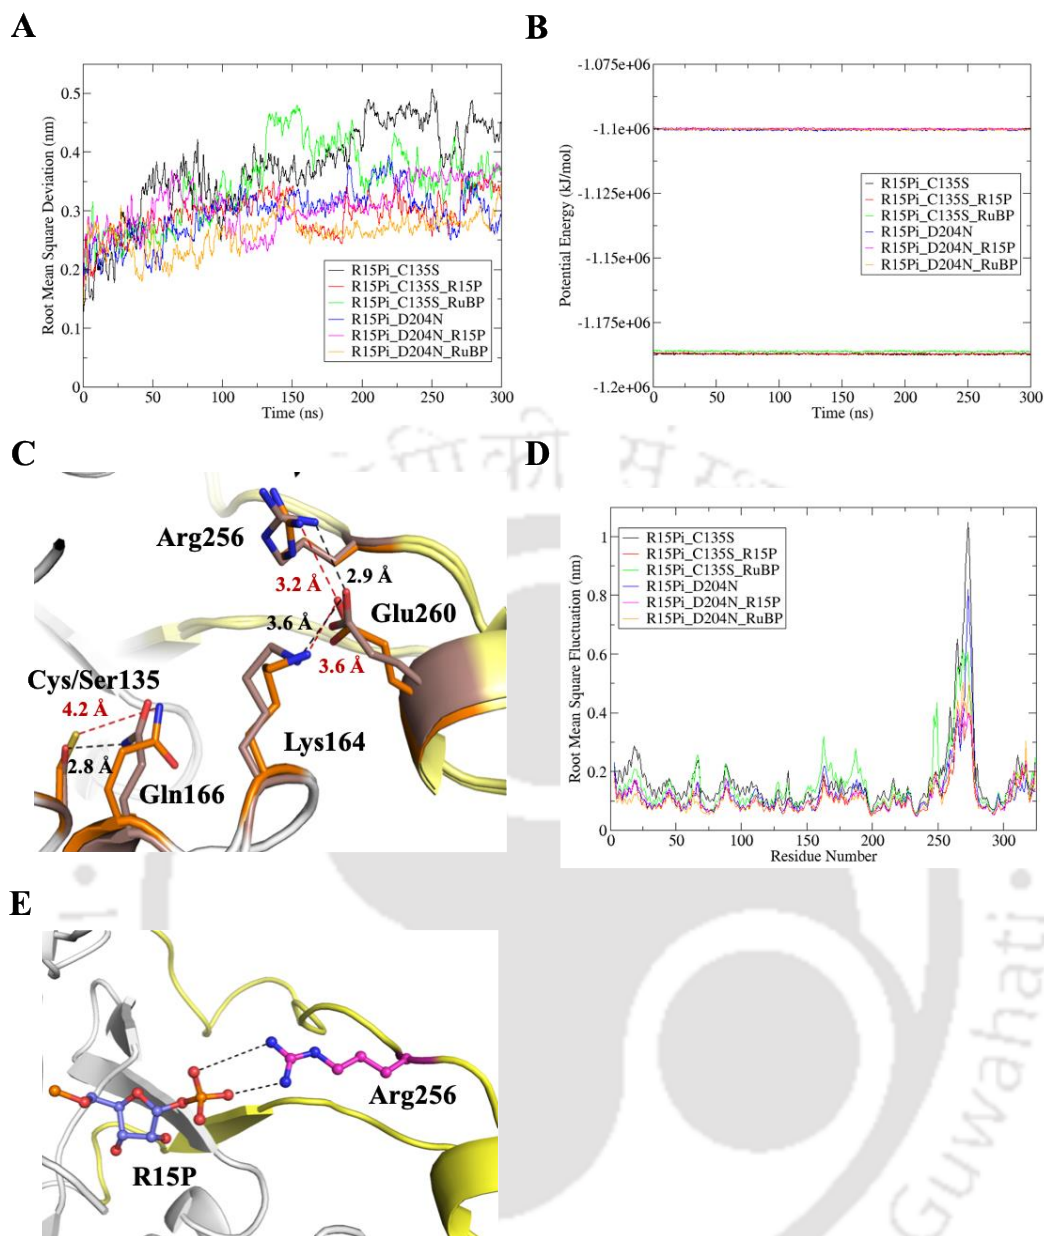 A
B
0.5
0.4
0.3
0.2
0.1
0
0 50 100 150 200 250 300
Root Mean Square Deviation (nm)
Time (ns)
R15Pi_C135S
R15Pi_C135S_R15P
R15Pi_C135S_RuBP
R15Pi_D204N
R15Pi_D204N_R15P
R15Pi_D204N_RuBP
-1.075e+06
-1.1e+06
-1.125e+06
-1.15e+06
-1.175e+06
-1.2e+06
0 50 100 150 200 250 300
Potential Energy (kJ/mol)
Time (ns)
R15Pi_C135S
R15Pi_C135S_R15P
R15Pi_C135S_RuBP
R15Pi_D204N
R15Pi_D204N_R15P
R15Pi_D204N_RuBP
C
Arg256
3.2 Å
2.9 Å
3.6 Å
Glu260
3.6 Å
Cys/Ser135
4.2 Å
Lys164
2.8 Å
Gln166
D
1
0.8
0.6
0.4
0.2
0
0 50 100 150 200 250 300
Root Mean Square Fluctuation (nm)
Residue Number
R15Pi_C135S
R15Pi_C135S_R15P
R15Pi_C135S_RuBP
R15Pi_D204N
R15Pi_D204N_R15P
R15Pi_D204N_RuBP
E
Arg256
R15P
Guwahati